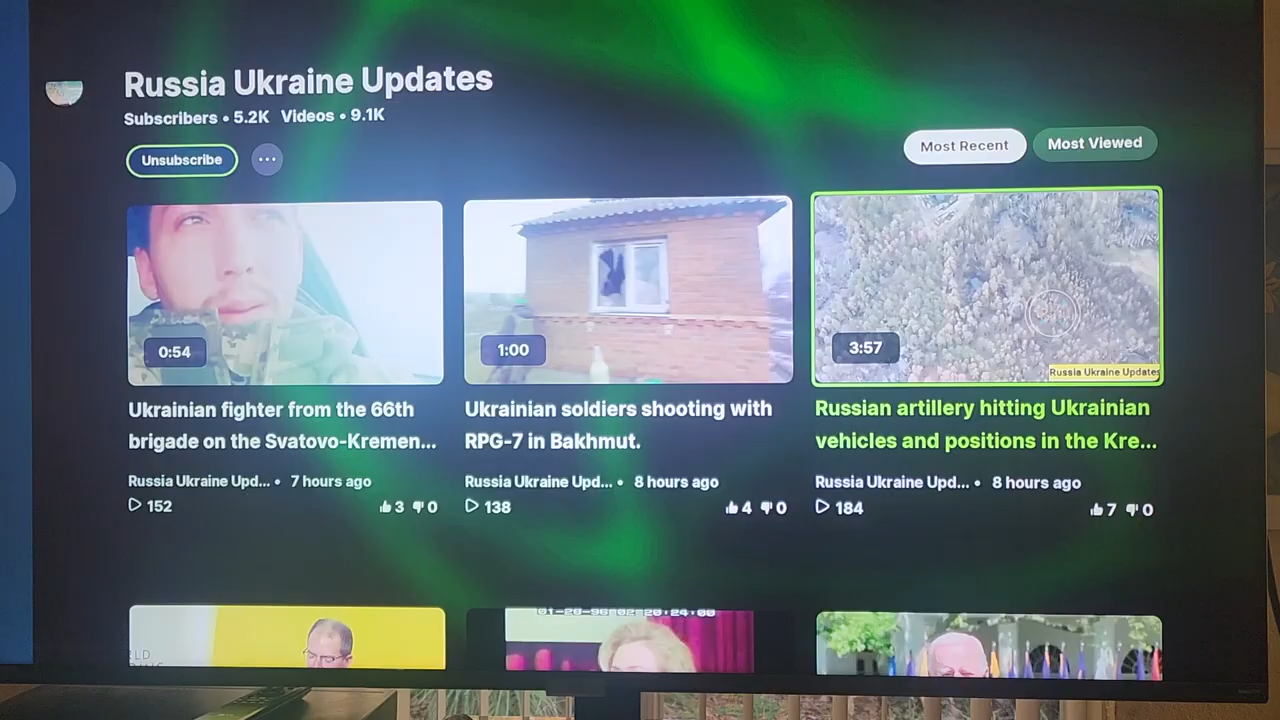 Russia Ukraine Updates
Subscribers • 5.2K Videos • 9.1K
Unsubscribe
Most Recent
Most Viewed
0:54
1:00
3:57
Russia Ukraine Updates
Ukrainian fighter from the 66th
brigade on the Svatovo-Kremen...
Ukrainian soldiers shooting with
RPG-7 in Bakhmut.
Russian artillery hitting Ukrainian
vehicles and positions in the Kre...
Russia Ukraine Upd... • 7 hours ago
Russia Ukraine Upd... • 8 hours ago
Russia Ukraine Upd... • 8 hours ago
152
3
0
138
4
0
184
7
0